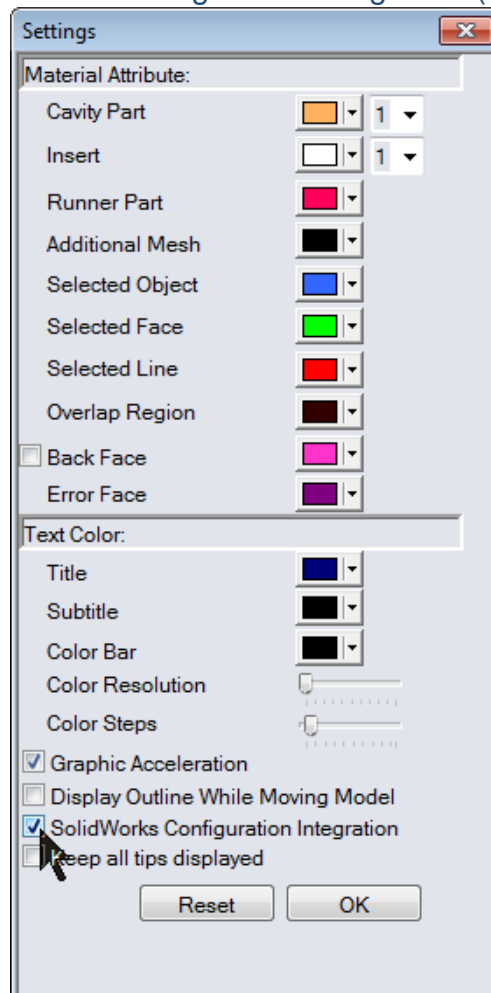 Settings
Material Attribute:
Cavity Part 1
Insert 1
Runner Part
Additional Mesh
Selected Object
Selected Face
Selected Line
Overlap Region
Back Face
Error Face
Text Color:
Title
Subtitle
Color Bar
Color Resolution
Color Steps
Graphic Acceleration
Display Outline While Moving Model
SolidWorks Configuration Integration
Keep all tips displayed
Reset OK